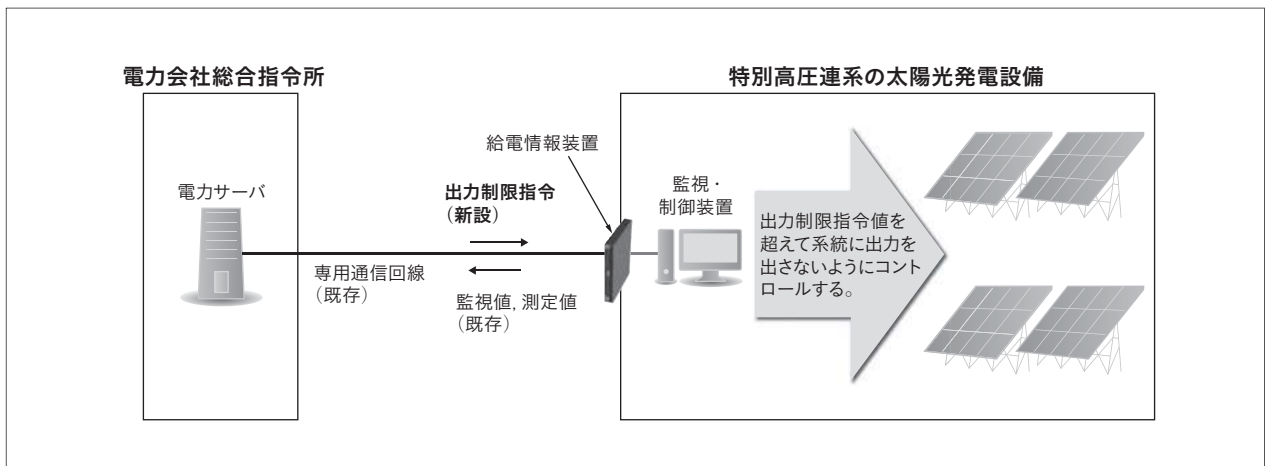 電力会社総合指令所
特別高圧連系の太陽光発電設備
給電情報装置
電力サーバ
出力制限指令
（新設）
監視・
制御装置
出力制限指令値を
超えて系統に出力を
出さないようにコント
ロールする。
専用通信回線
（既存）
監視値, 測定値
（既存）